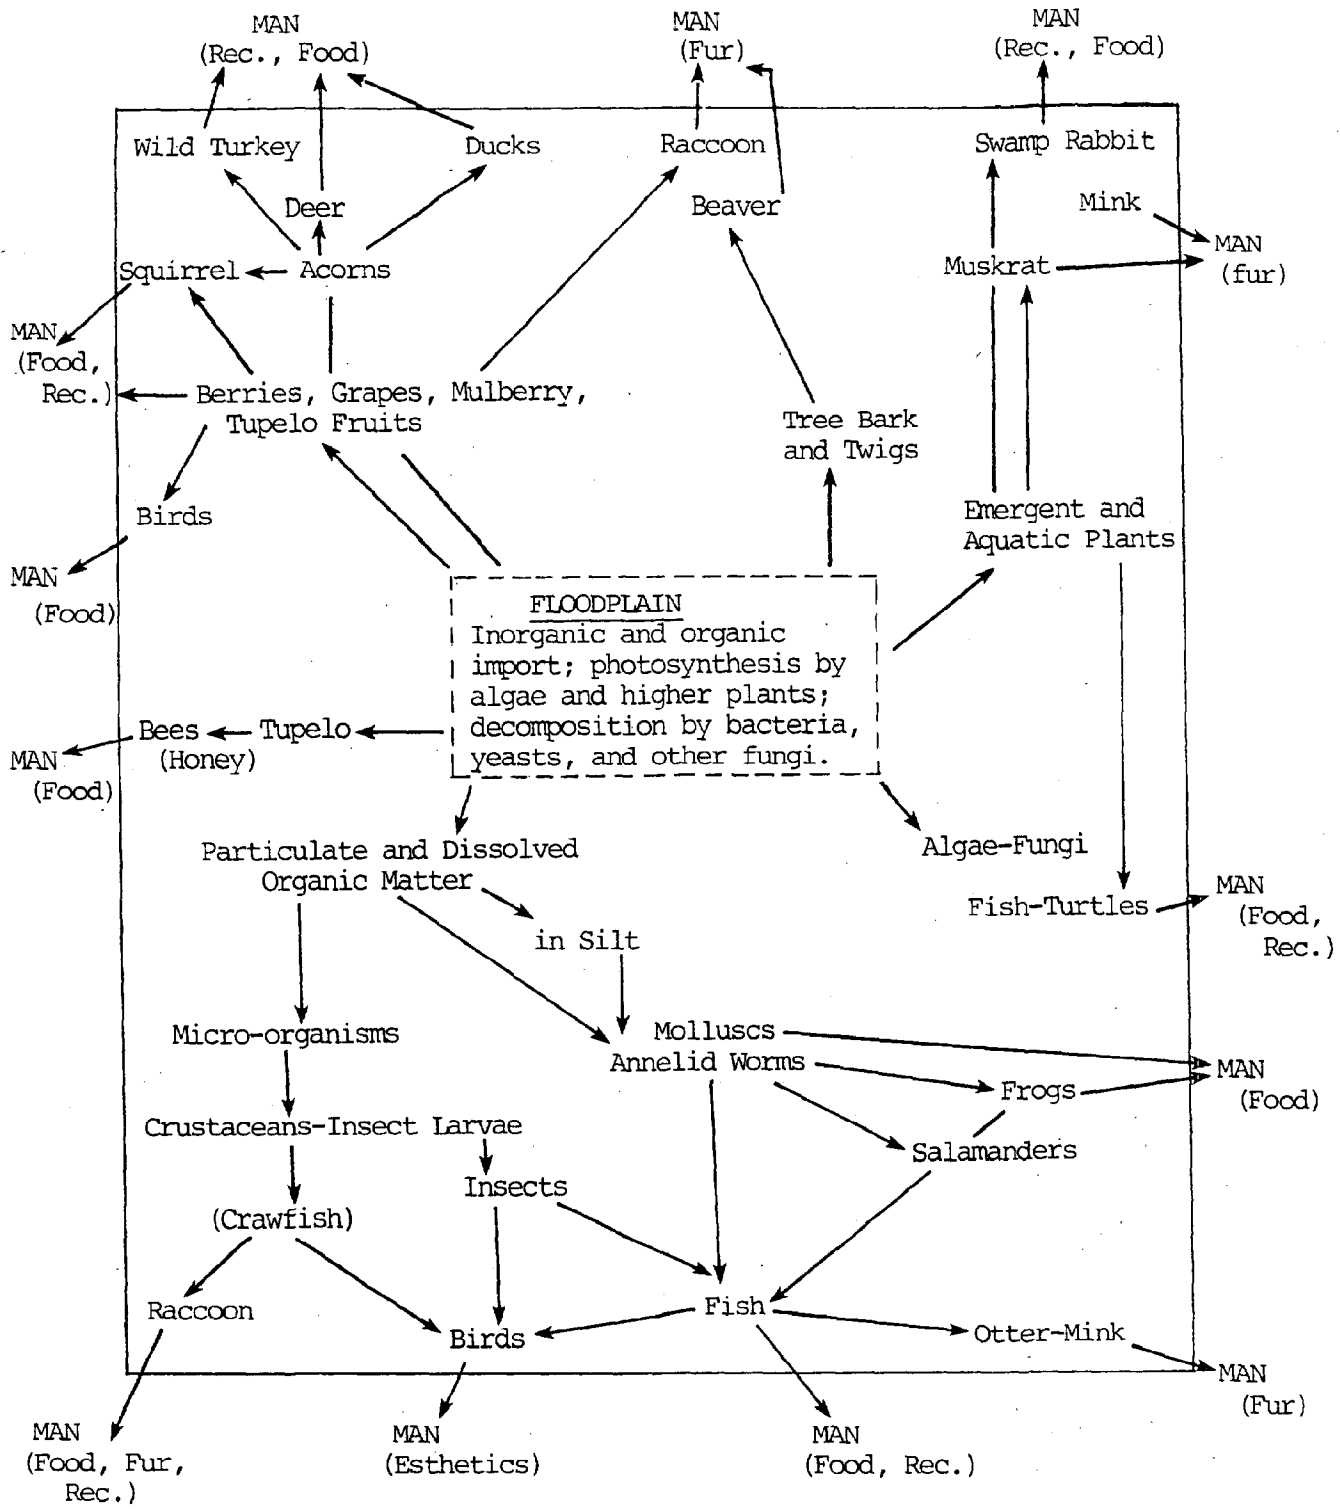 MAN
(Rec., Food)
MAN
(Fur)
MAN
(Rec., Food)
Wild Turkey
Ducks
Raccoon
Swamp Rabbit
Deer
Beaver
Mink
MAN
(fur)
Squirrel
Acorns
Muskrat
MAN
(Food,
Rec.)
Berries, Grapes, Mulberry,
Tupelo Fruits
Tree Bark
and Twigs
Birds
Emergent and
Aquatic Plants
MAN
(Food)
FLOODPLAIN
Inorganic and organic
import; photosynthesis by
algae and higher plants;
decomposition by bacteria,
yeasts, and other fungi.
Bees
(Honey)
Tupelo
MAN
(Food)
Particulate and Dissolved
Organic Matter
Algae-Fungi
in Silt
Fish-Turtles
MAN
(Food,
Rec.)
Micro-organisms
Molluscs
Annelid Worms
Frogs
MAN
(Food)
Crustaceans-Insect Larvae
Salamanders
Insects
(Crawfish)
Raccoon
Birds
Fish
Otter-Mink
MAN
(Fur)
MAN
(Food, Fur,
Rec.)
MAN
(Esthetics)
MAN
(Food, Rec.)